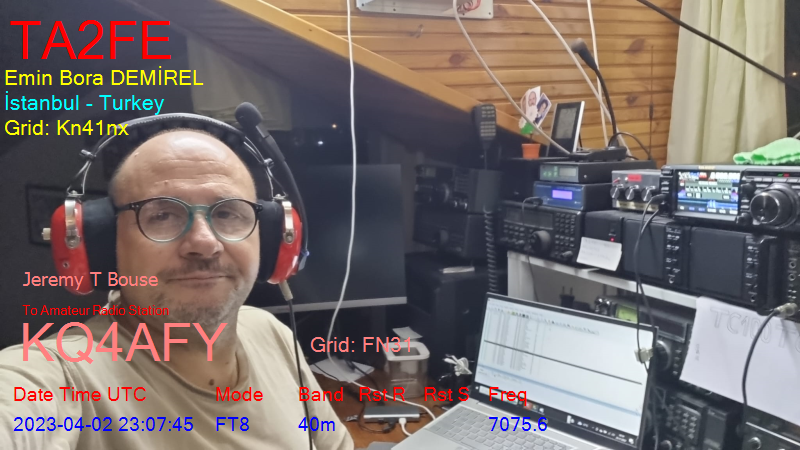 TA2FE
Emin Bora DEMİREL
İstanbul - Turkey
Grid: Kn41nx
Jeremy T Bouse
To Amateur Radio Station
KQ4AFY
Grid: FN31
Date Time UTC Mode Band Rst R Rst S Freq
2023-04-02 23:07:45 FT8 40m 7075.6